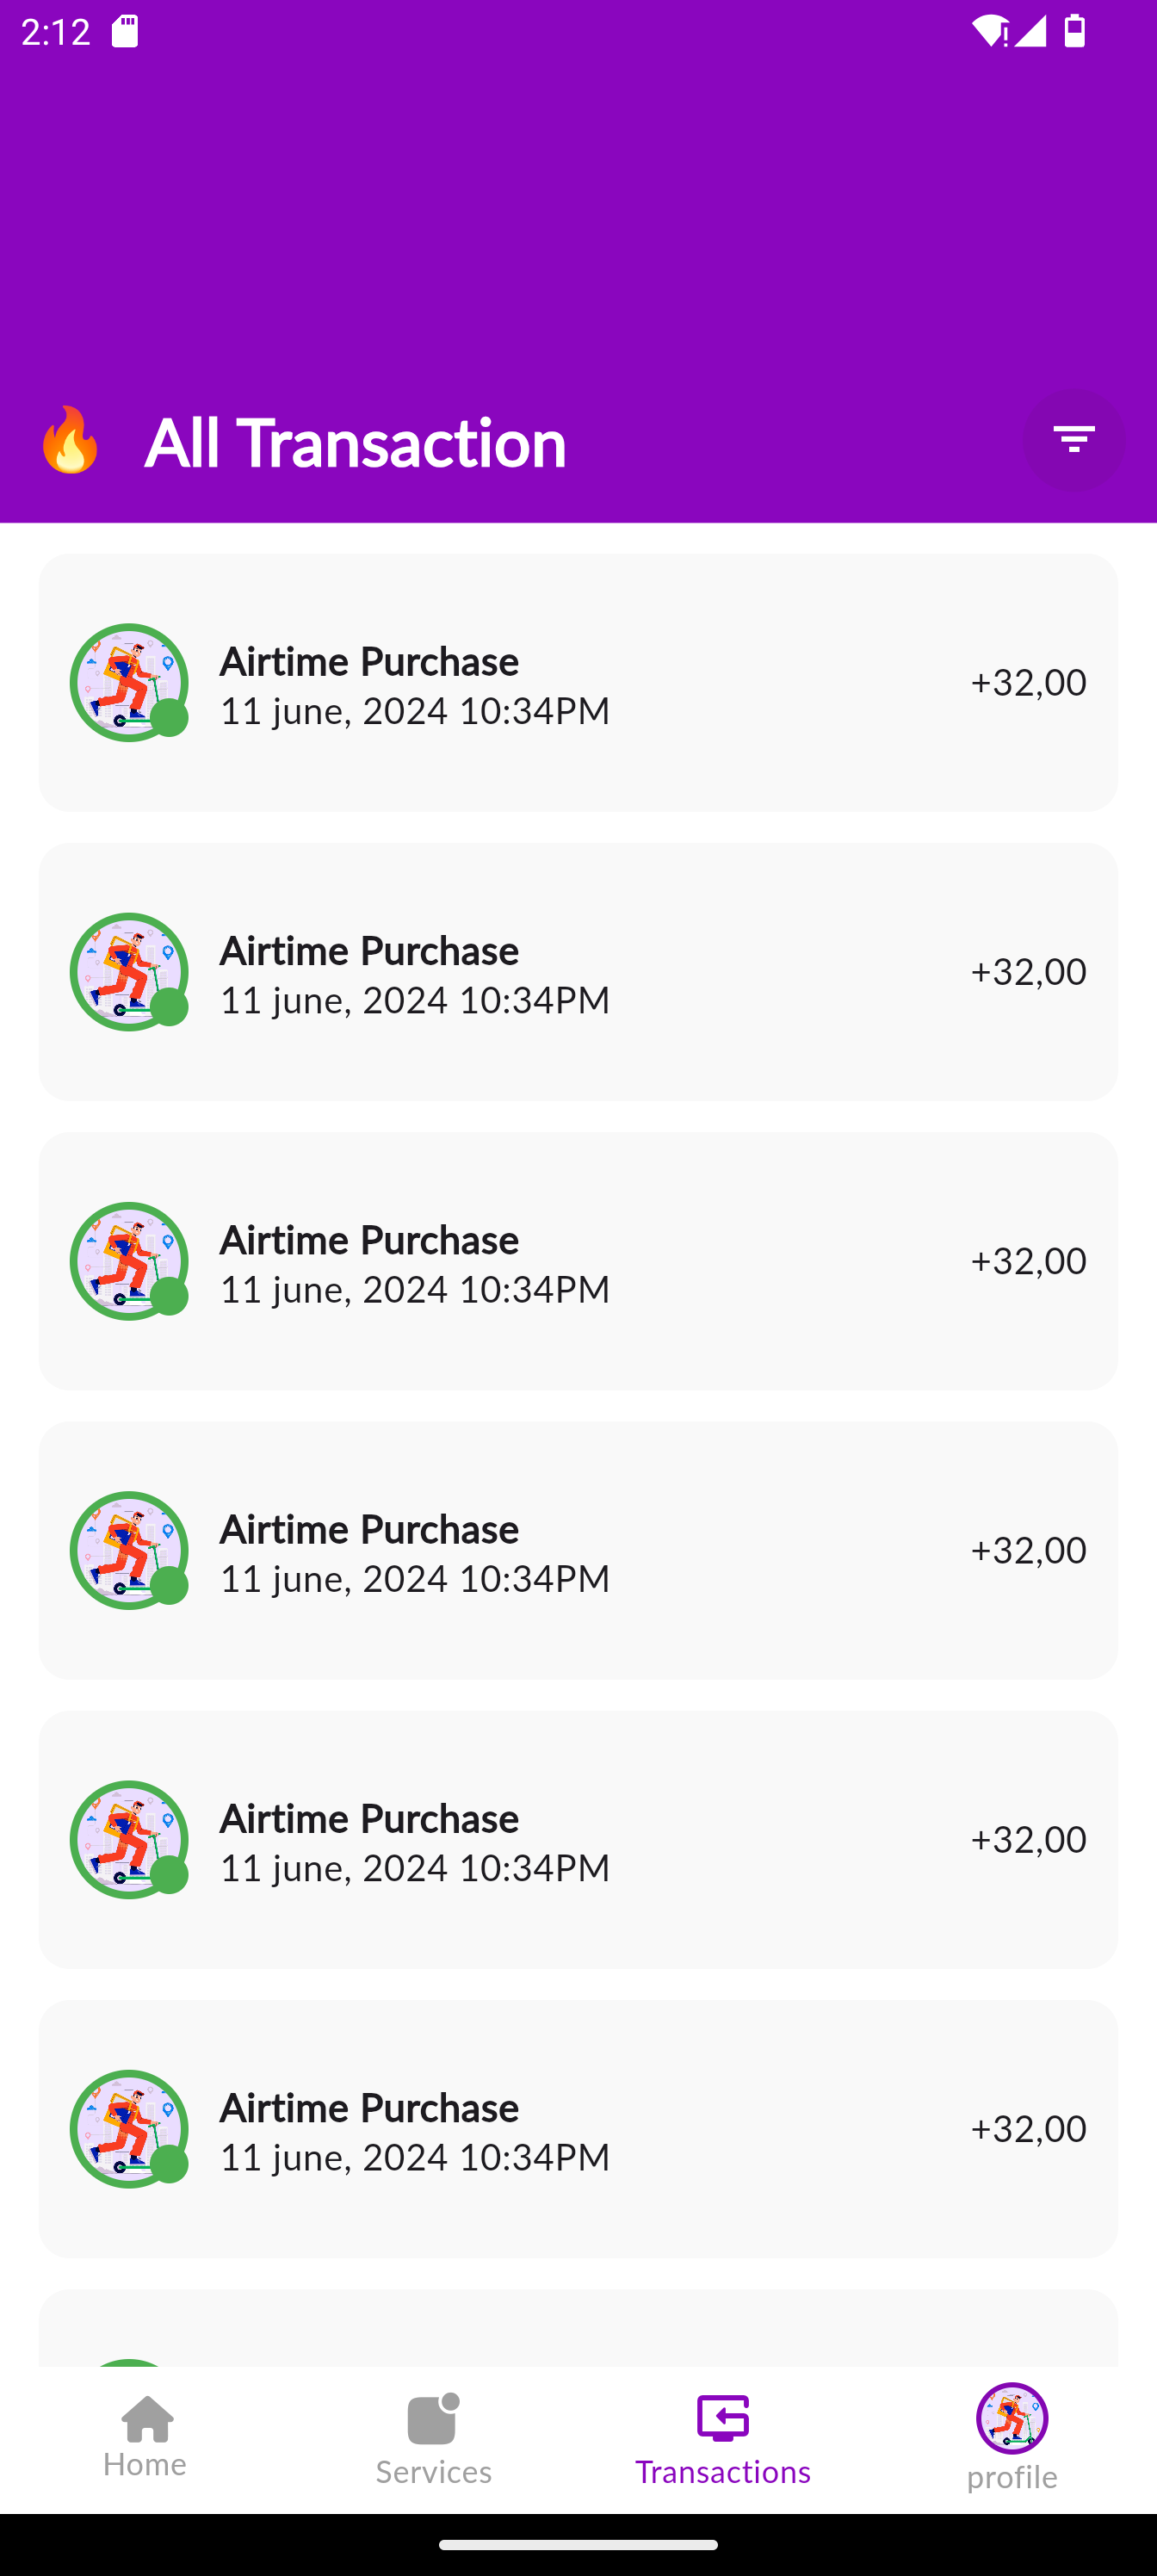 2:12
All Transaction
Airtime Purchase
11 june, 2024 10:34PM
+32,00
Airtime Purchase
11 june, 2024 10:34PM
+32,00
Airtime Purchase
11 june, 2024 10:34PM
+32,00
Airtime Purchase
11 june, 2024 10:34PM
+32,00
Airtime Purchase
11 june, 2024 10:34PM
+32,00
Airtime Purchase
11 june, 2024 10:34PM
+32,00
Home
Services
Transactions
profile